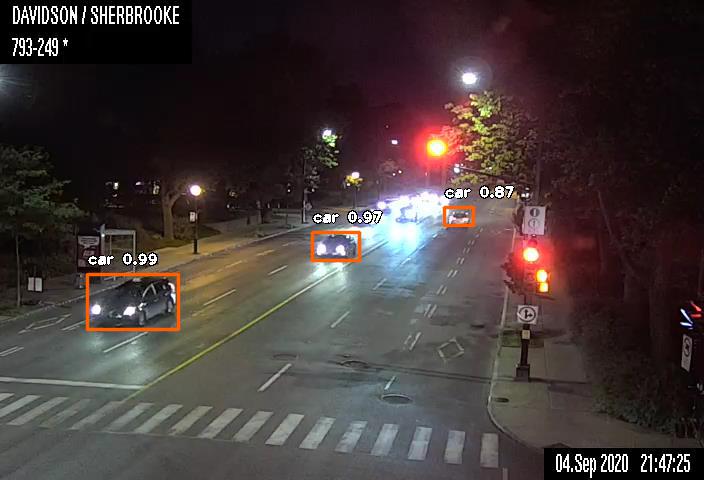 DAVIDSON / SHERBROOKE
793-249 *
car 0.87
car 0.97
car 0.99
04.Sep 2020 21:47:25